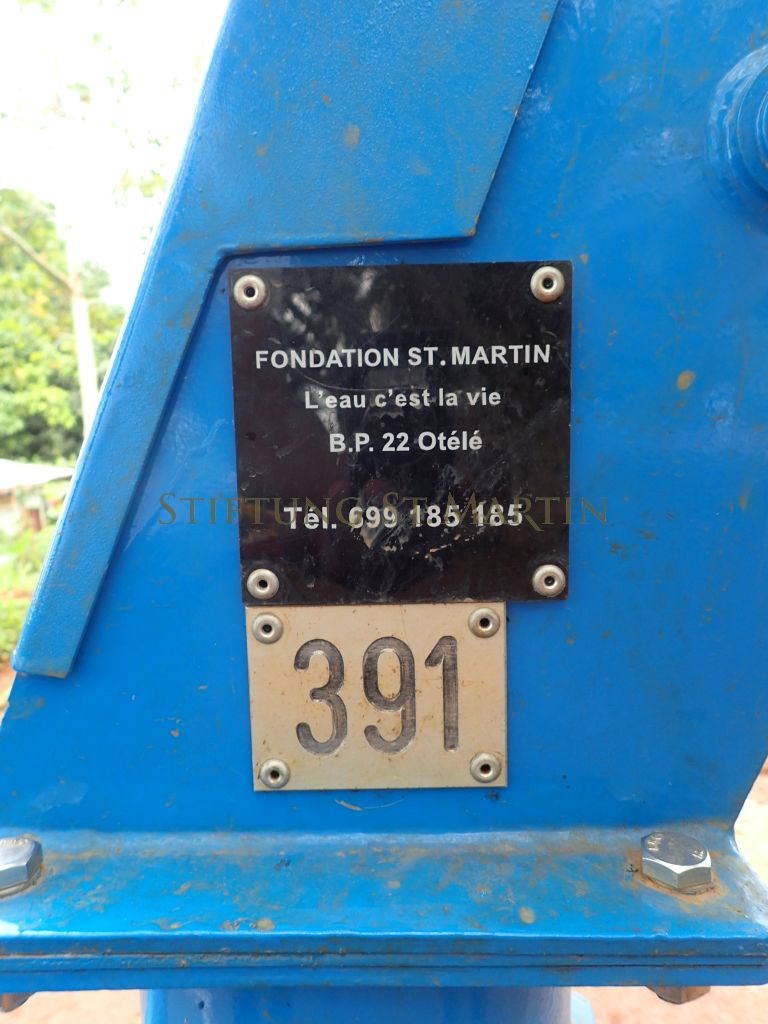 FONDATION ST. MARTIN
L'eau c'est la vie
B.P. 22 Otélé
STIFTUNG ST. MARTIN
Tél. 699 185 185
391